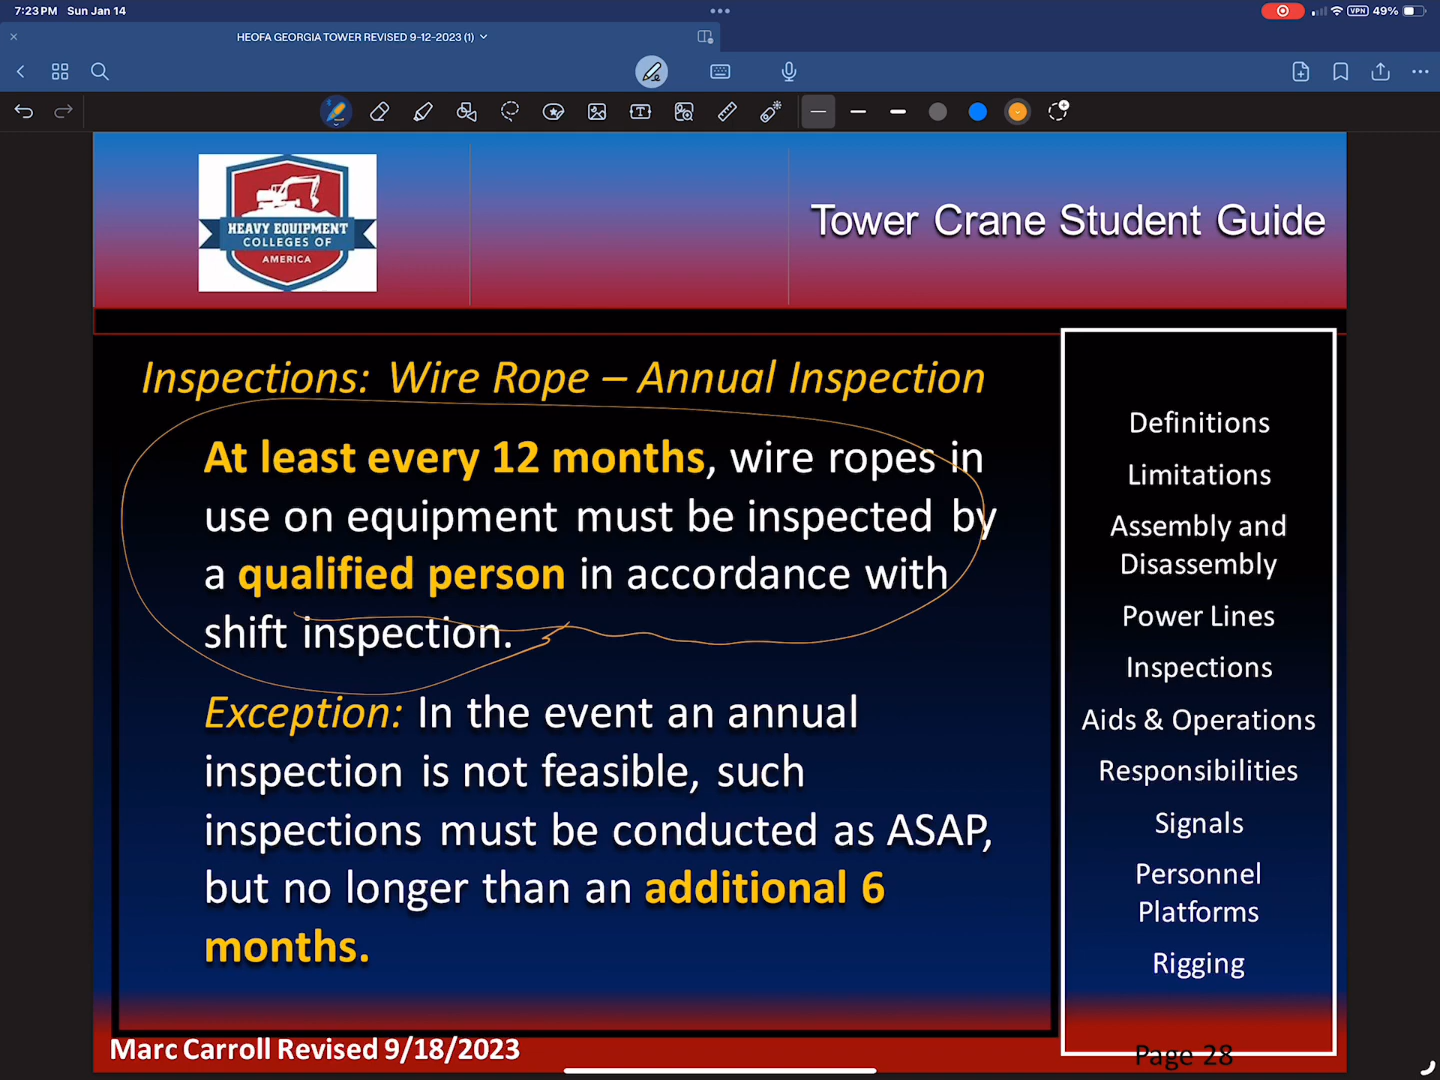 7:23 PM Sun Jan 14
VPN 49%
HEOFA GEORGIA TOWER REVISED 9-12-2023 (1)
HEAVY EQUIPMENT
COLLEGES OF
AMERICA
Tower Crane Student Guide
Inspections: Wire Rope – Annual Inspection
At least every 12 months, wire ropes in
use on equipment must be inspected by
a qualified person in accordance with
shift inspection.
Exception: In the event an annual
inspection is not feasible, such
inspections must be conducted as ASAP,
but no longer than an additional 6
months.
Definitions
Limitations
Assembly and
Disassembly
Power Lines
Inspections
Aids & Operations
Responsibilities
Signals
Personnel
Platforms
Rigging
Marc Carroll Revised 9/18/2023
Page 28